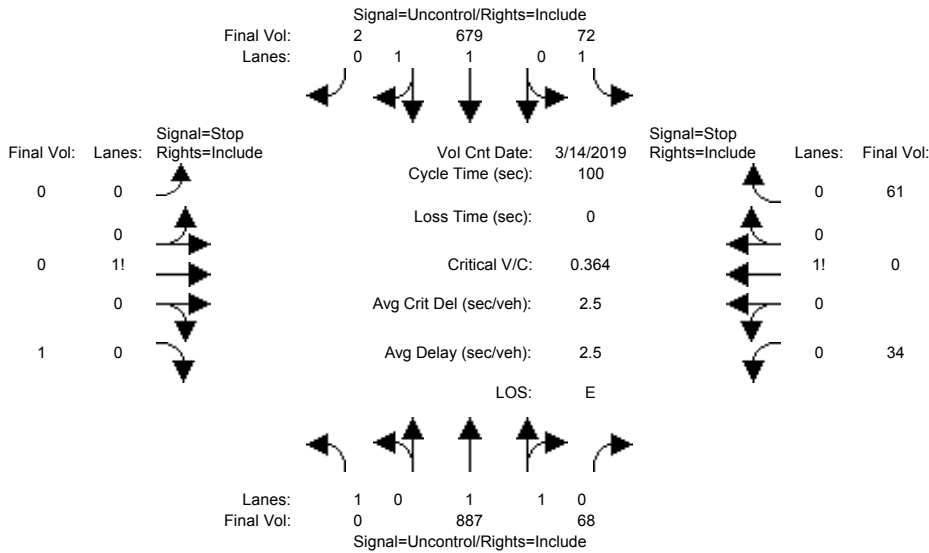 Signal=Uncontrol/Rights=Include
Final Vol: 2 679 72
Lanes: 0 1 1 0 1
Signal=Stop Signal=Stop
Final Vol: Lanes: Rights=Include Vol Cnt Date: 3/14/2019 Rights=Include Lanes: Final Vol:
Cycle Time (sec): 100
0 0 0 61
Loss Time (sec): 0
0 0
0 1! Critical V/C: 0.364 1! 0
0 Avg Crit Del (sec/veh): 2.5 0
1 0 Avg Delay (sec/veh): 2.5 0 34
LOS: E
Lanes: 1 0 1 1 0
Final Vol: 0 887 68
Signal=Uncontrol/Rights=Include